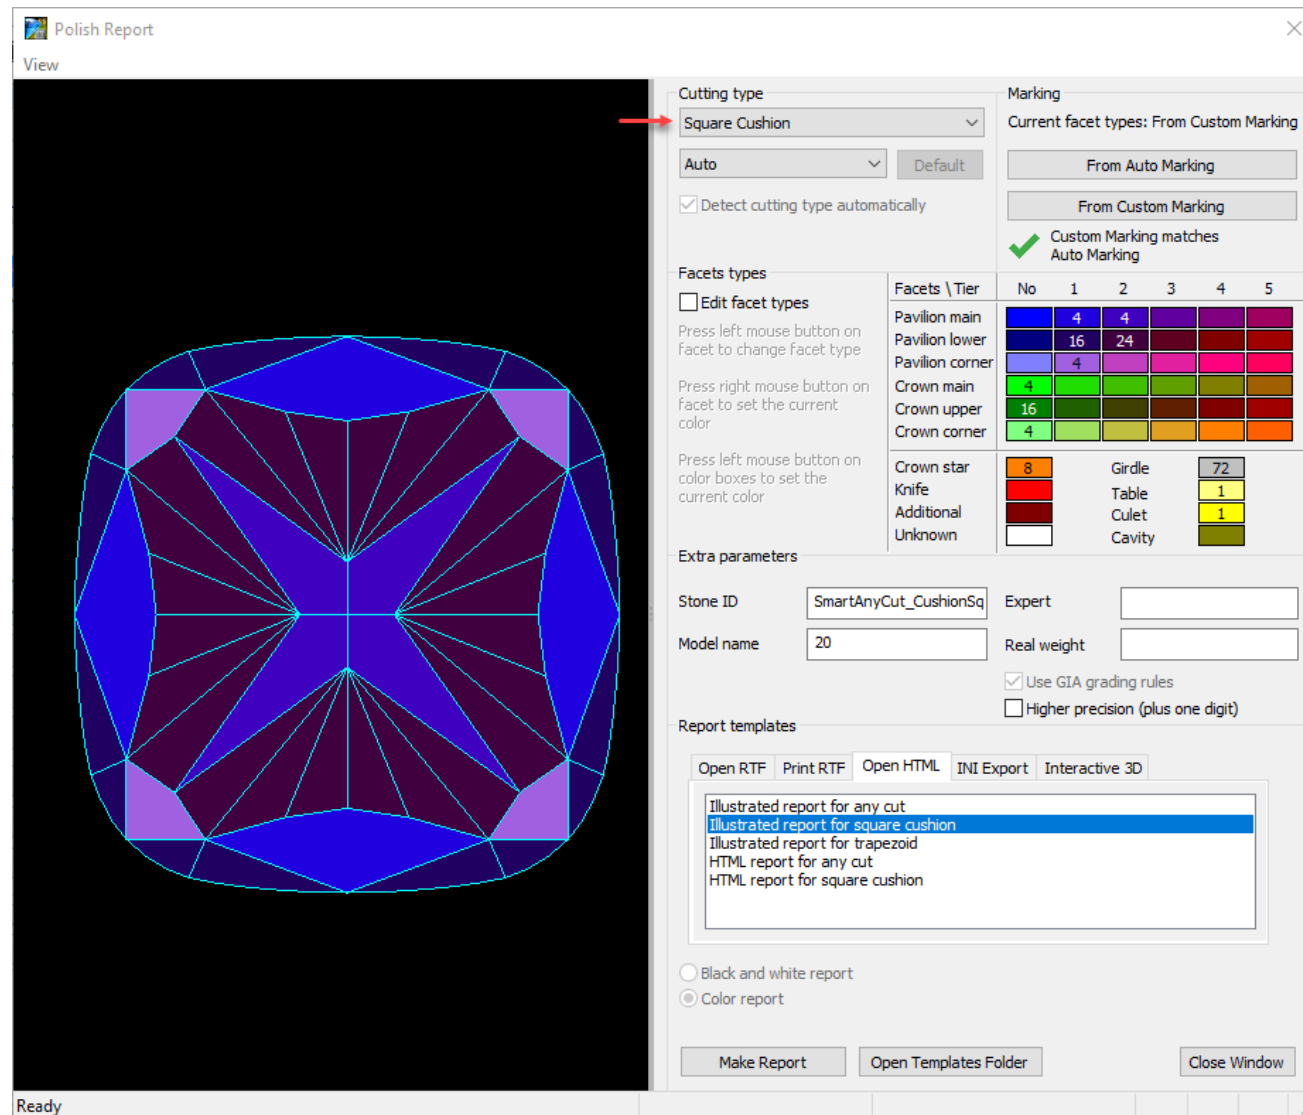 Polish Report
View
Cutting type
Square Cushion
Auto
Default
Detect cutting type automatically
Marking
Current facet types: From Custom Marking
From Auto Marking
From Custom Marking
Custom Marking matches
Auto Marking
Facets types
Edit facet types
Press left mouse button on
facet to change facet type
Press right mouse button on
facet to set the current
color
Press left mouse button on
color boxes to set the
current color
Facets \ Tier No 1 2 3 4 5
Pavilion main 4 4
Pavilion lower 16 24
Pavilion corner 4
Crown main 4
Crown upper 16
Crown corner 4
Crown star 8 Girdle 72
Knife Table 1
Additional Culet 1
Unknown Cavity
Extra parameters
Stone ID SmartAnyCut_CushionSq Expert
Model name 20 Real weight
Use GIA grading rules
Higher precision (plus one digit)
Report templates
Open RTF Print RTF Open HTML INI Export Interactive 3D
Illustrated report for any cut
Illustrated report for square cushion
Illustrated report for trapezoid
HTML report for any cut
HTML report for square cushion
Black and white report
Color report
Make Report Open Templates Folder Close Window
Ready